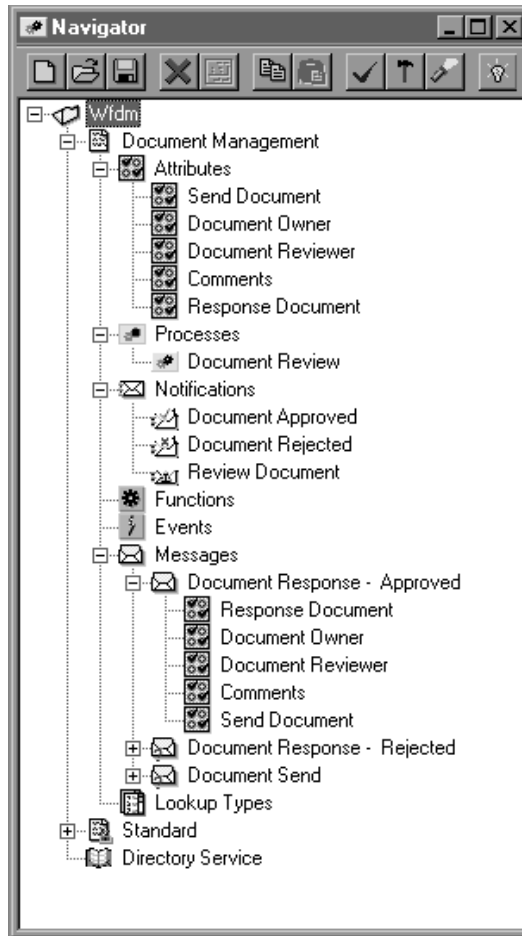 Navigator
Wfdm
Document Management
Attributes
Send Document
Document Owner
Document Reviewer
Comments
Response Document
Processes
Document Review
Notifications
Document Approved
Document Rejected
Review Document
Functions
Events
Messages
Document Response - Approved
Response Document
Document Owner
Document Reviewer
Comments
Send Document
Document Response - Rejected
Document Send
Lookup Types
Standard
Directory Service